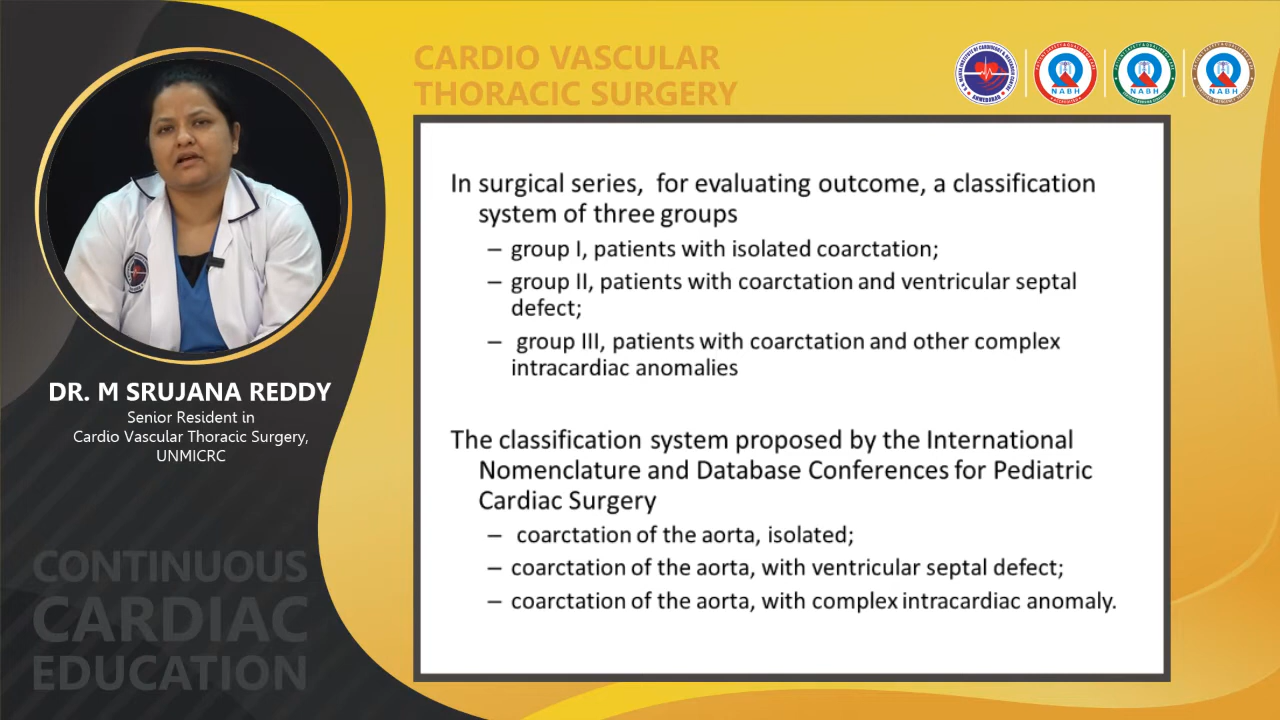 CARDIO VASCULAR
THORACIC SURGERY
NABH
NABH
NABH
In surgical series, for evaluating outcome, a classification
system of three groups
– group I, patients with isolated coarctation;
– group II, patients with coarctation and ventricular septal
defect;
– group III, patients with coarctation and other complex
intracardiac anomalies
The classification system proposed by the International
Nomenclature and Database Conferences for Pediatric
Cardiac Surgery
– coarctation of the aorta, isolated;
– coarctation of the aorta, with ventricular septal defect;
– coarctation of the aorta, with complex intracardiac anomaly.
DR. M SRUJANA REDDY
Senior Resident in
Cardio Vascular Thoracic Surgery,
UNMICRC
CONTINUOUS
CARDIAC
EDUCATION